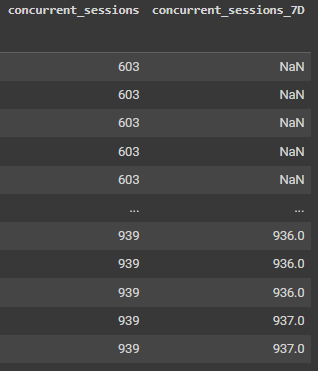 concurrent_sessions concurrent_sessions_7D
603 NaN
603 NaN
603 NaN
603 NaN
603 NaN
... ...
939 936.0
939 936.0
939 936.0
939 937.0
939 937.0